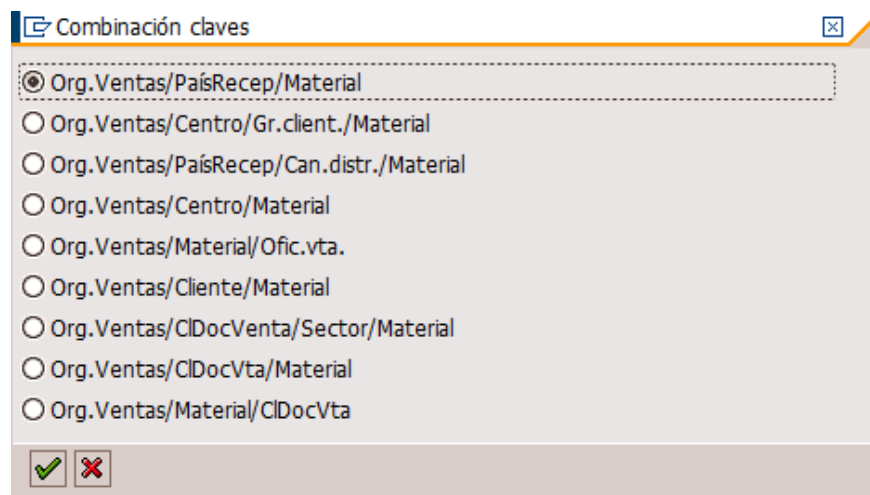 Combinación claves
Org.Ventas/PaísRecep/Material
Org.Ventas/Centro/Gr.client./Material
Org.Ventas/PaísRecep/Can.distr./Material
Org.Ventas/Centro/Material
Org.Ventas/Material/Ofic.vta.
Org.Ventas/Cliente/Material
Org.Ventas/ClDocVenta/Sector/Material
Org.Ventas/ClDocVta/Material
Org.Ventas/Material/ClDocVta